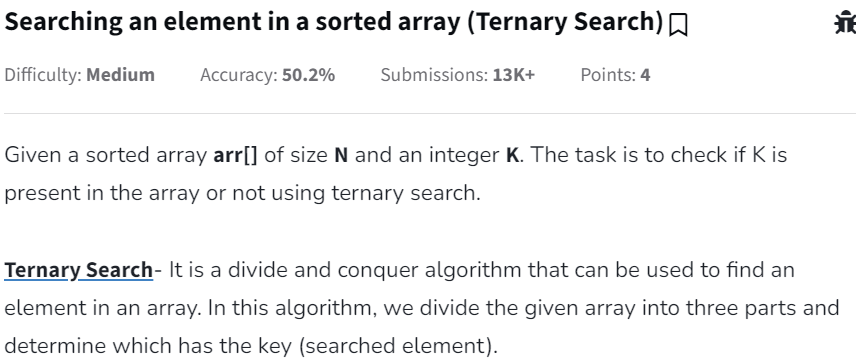 Searching an element in a sorted array (Ternary Search)
Difficulty: Medium Accuracy: 50.2% Submissions: 13K+ Points: 4
Given a sorted array arr[] of size N and an integer K. The task is to check if K is
present in the array or not using ternary search.
Ternary Search- It is a divide and conquer algorithm that can be used to find an
element in an array. In this algorithm, we divide the given array into three parts and
determine which has the key (searched element).